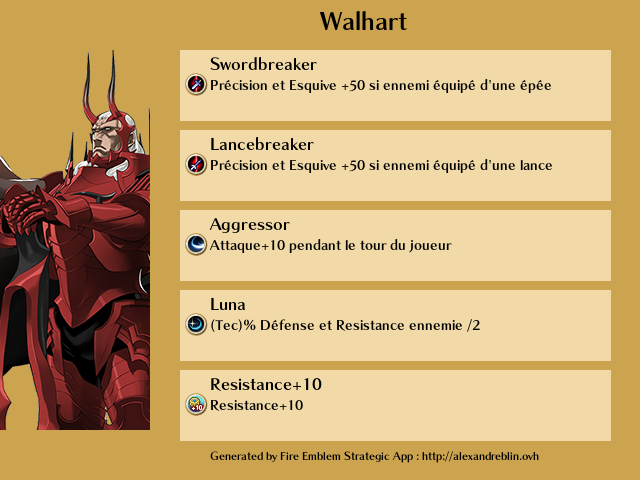 Walhart
Swordbreaker
Précision et Esquive +50 si ennemi équipé d'une épée
Lancebreaker
Précision et Esquive +50 si ennemi équipé d'une lance
Aggressor
Attaque+10 pendant le tour du joueur
Luna
(Tec)% Défense et Resistance ennemie /2
Resistance+10
+10
Resistance+10
Generated by Fire Emblem Strategic App : http://alexandreblin.ovh